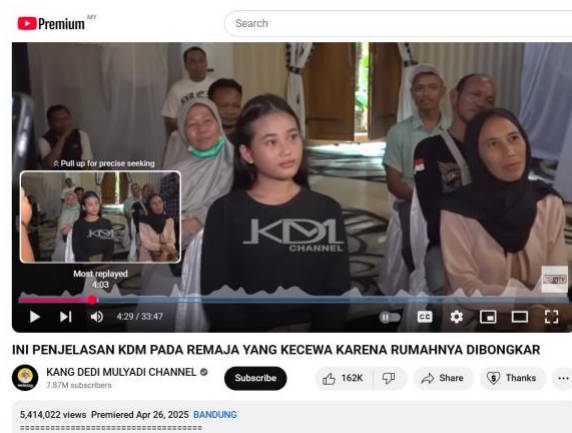 Premium MY
Search
KDM
CHANNEL
Pull up for precise seeking
Most replayed
4:03
4:29 / 33:47
CC
INI PENJELASAN KDM PADA REMAJA YANG KECEWA KARENA RUMAHNYA DIBONGKAR
KANG DEDI MULYADI CHANNEL
7.87M subscribers
Subscribe
162K
Share
Thanks
5,414,022 views Premiered Apr 26, 2025 BANDUNG
==================================